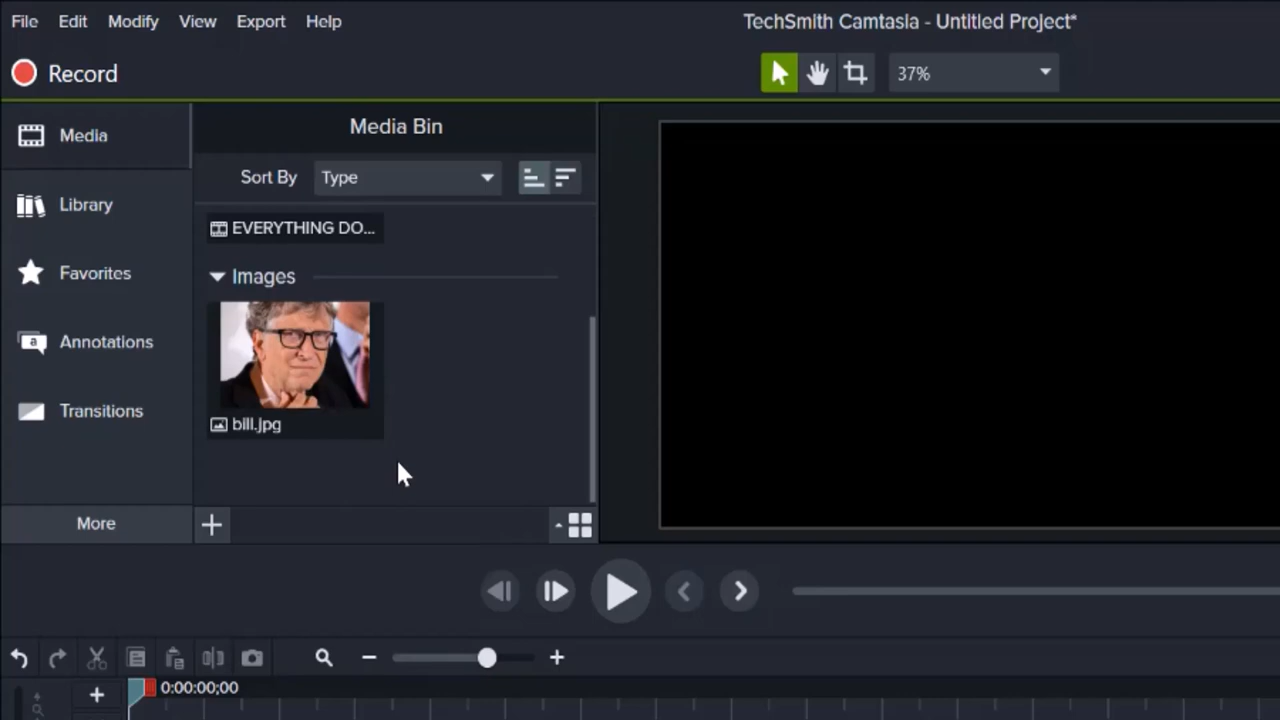 File Edit Modify View Export Help
TechSmith Camtasia - Untitled Project*
Record
37%
Media
Media Bin
Sort By Type
Library
EVERYTHING DO...
Favorites
Images
Annotations
a
Transitions
bill.jpg
More
0:00:00;00